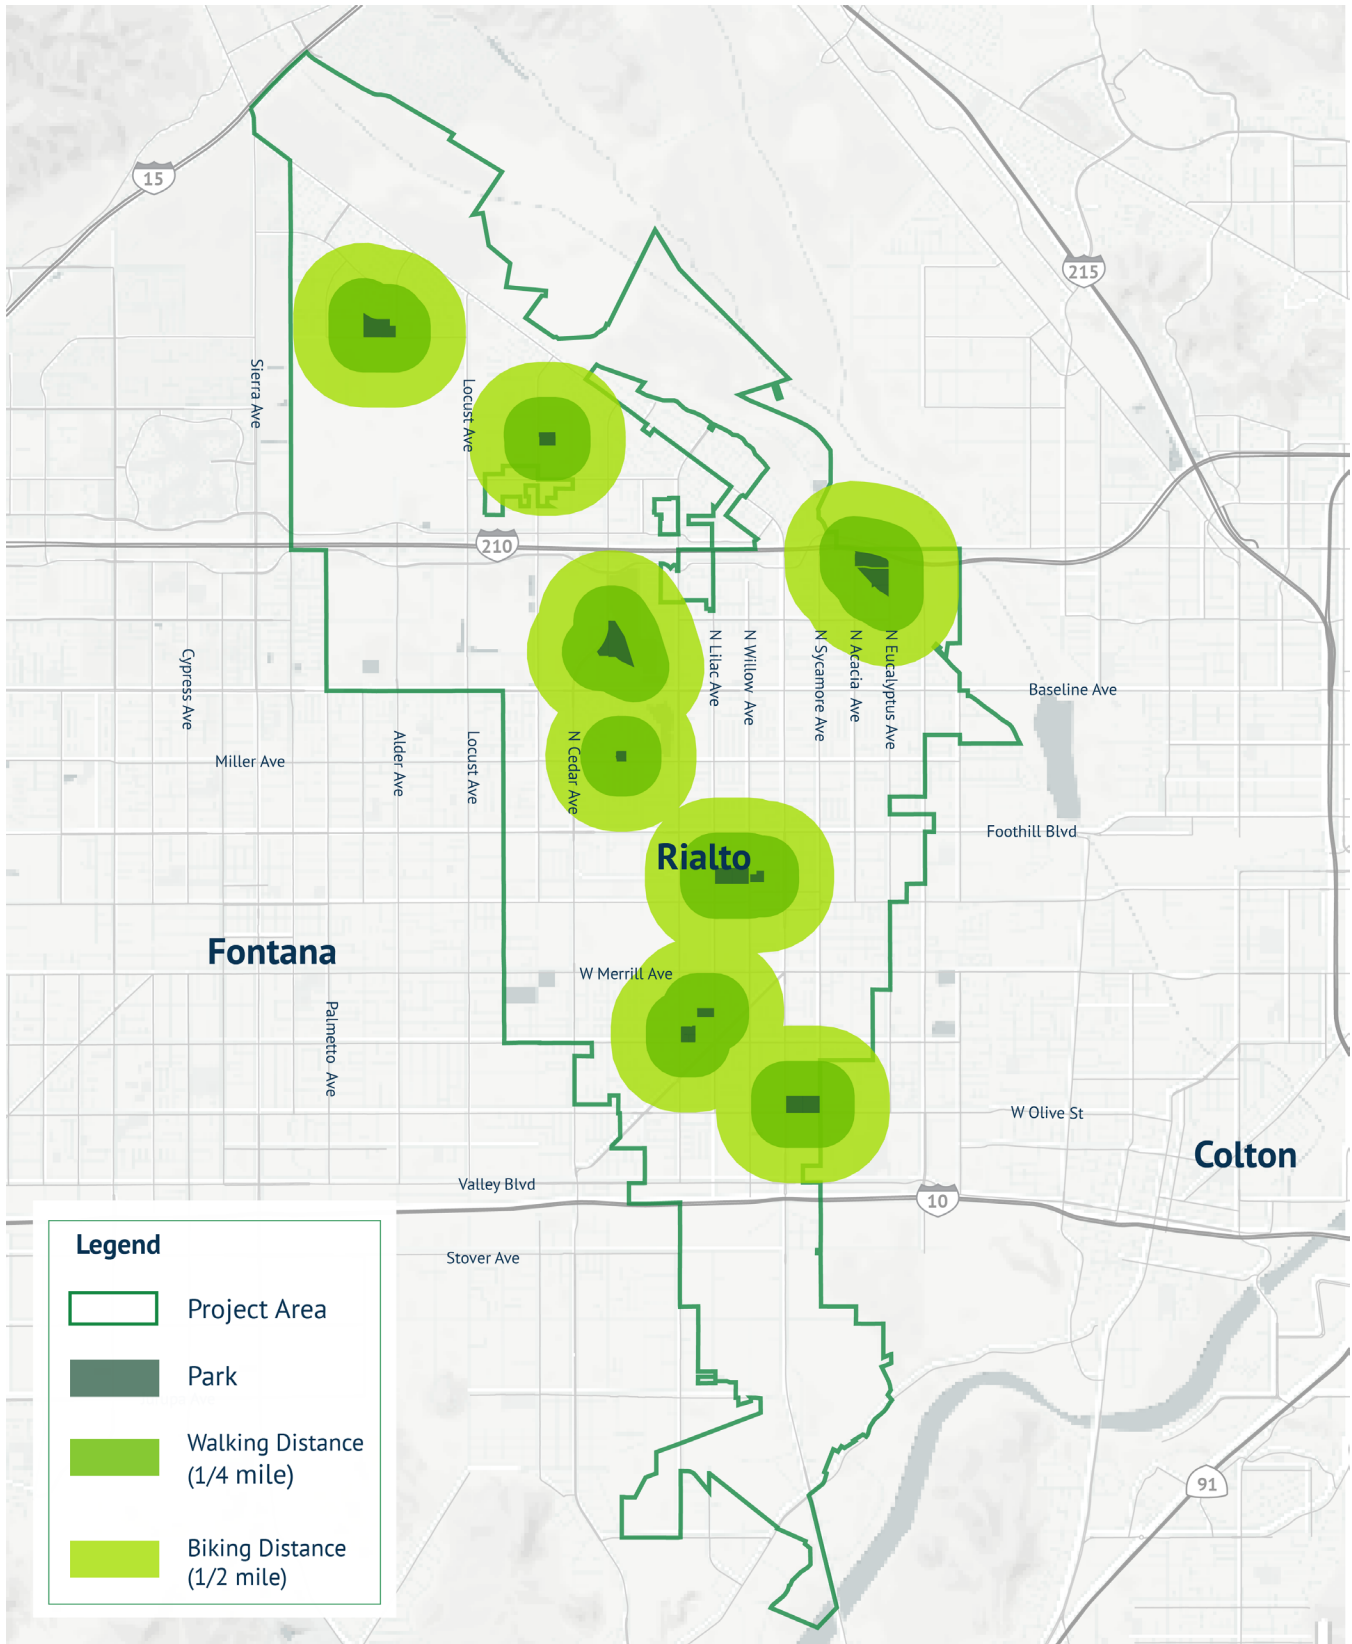 15
215
Sierra Ave
Locust Ave
210
N Lilac Ave
N Willow Ave
N Sycamore Ave
N Acacia Ave
N Eucalyptus Ave
Cypress Ave
Baseline Ave
Miller Ave
Alder Ave
Locust Ave
N Cedar Ave
Foothill Blvd
Rialto
Fontana
W Merrill Ave
Palmetto Ave
W Olive St
Colton
Valley Blvd
10
Stover Ave
91
Legend
Project Area
Park
Walking Distance
(1/4 mile)
Biking Distance
(1/2 mile)